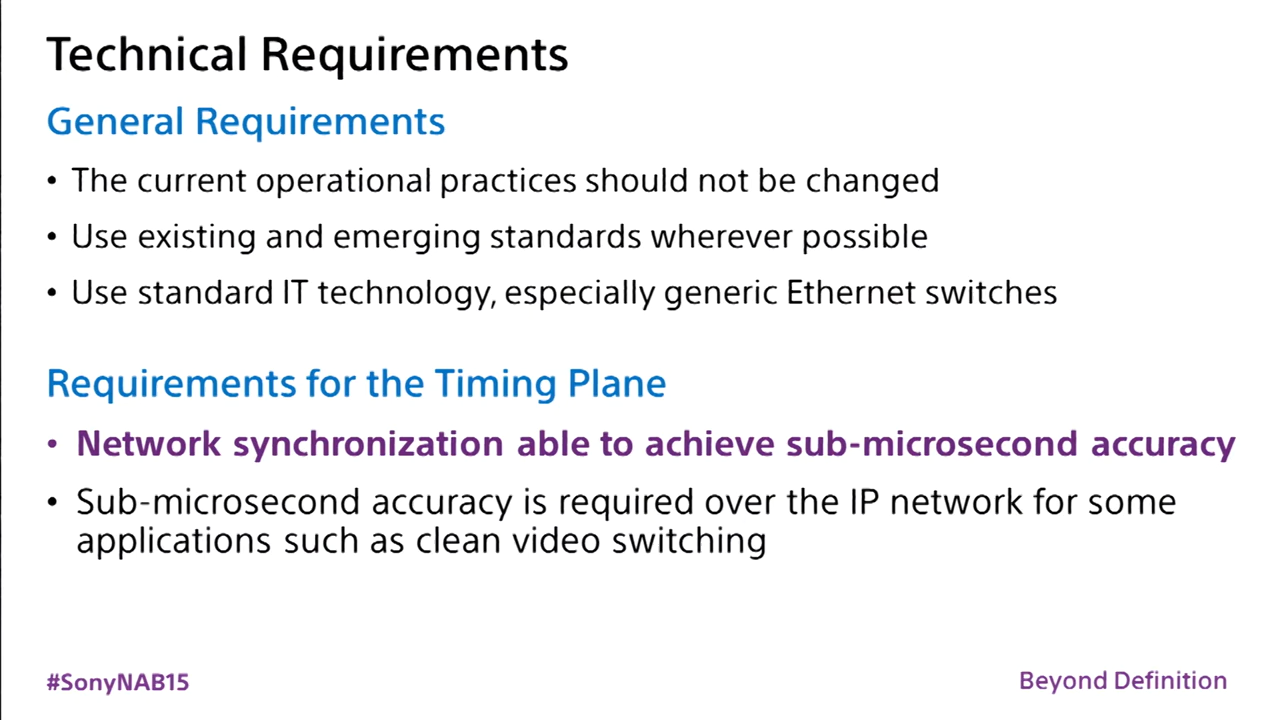 Technical Requirements
General Requirements
• The current operational practices should not be changed
• Use existing and emerging standards wherever possible
• Use standard IT technology, especially generic Ethernet switches
Requirements for the Timing Plane
• Network synchronization able to achieve sub-microsecond accuracy
• Sub-microsecond accuracy is required over the IP network for some
applications such as clean video switching
#SonyNAB15
Beyond Definition